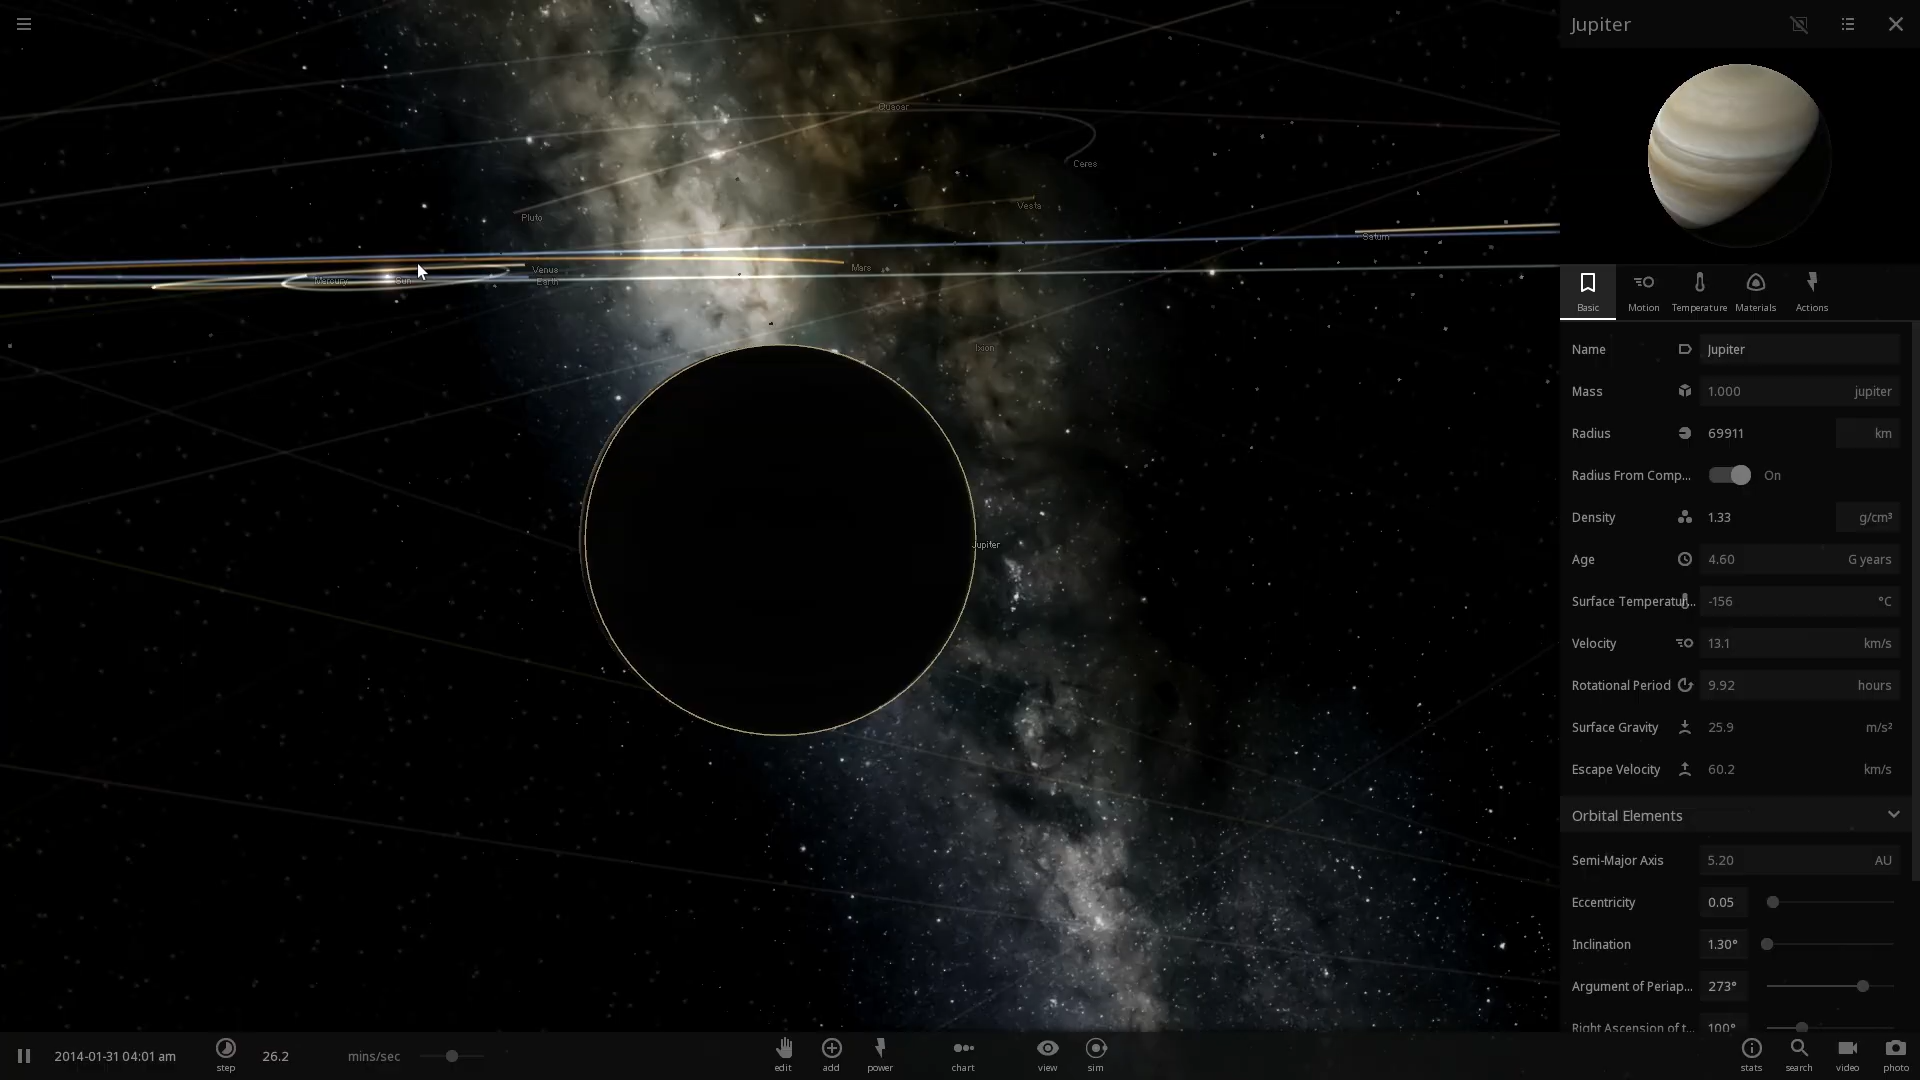 Jupiter
Quaoar
Ceres
Vesta
Pluto
Saturn
Venus
Mars
Mercury
Sun
Earth
Ixion
Jupiter
Basic
Motion
Temperature
Materials
Actions
Name Jupiter
Mass 1.000 jupiter
Radius 69911 km
Radius From Comp... On
Density 1.33 g/cm³
Age 4.60 G years
Surface Temperatur... -156 °C
Velocity 13.1 km/s
Rotational Period 9.92 hours
Surface Gravity 25.9 m/s²
Escape Velocity 60.2 km/s
Orbital Elements
Semi-Major Axis 5.20 AU
Eccentricity 0.05
Inclination 1.30°
Argument of Periap... 273°
Right Ascension of t... 100°
2014-01-31 04:01 am
step
26.2 mins/sec
edit
add
power
chart
view
sim
stats
search
video
photo